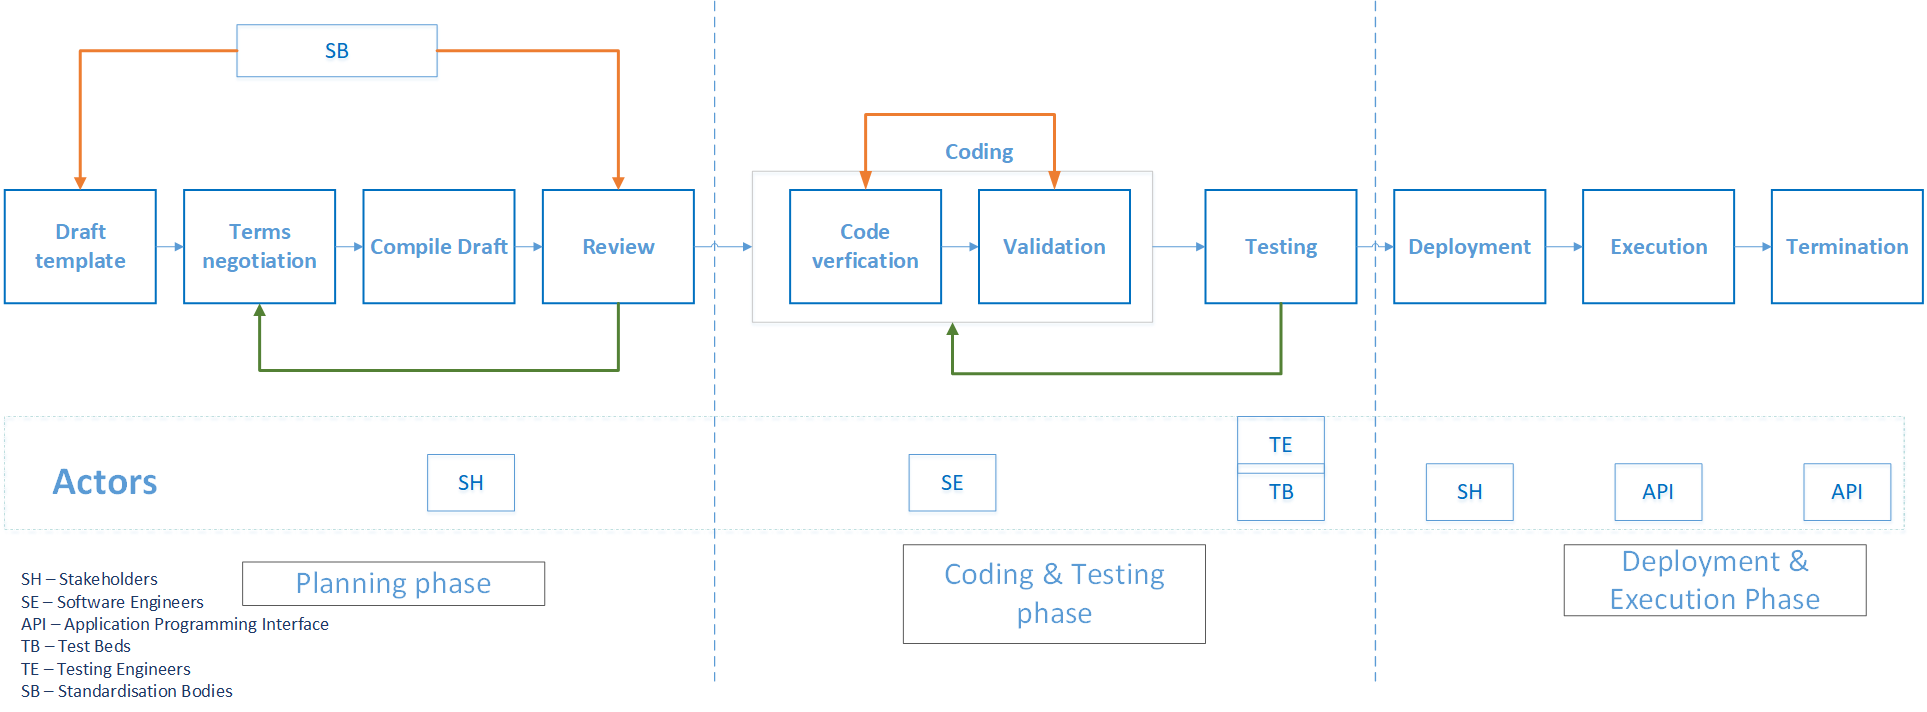 SB
Coding
Draft
template
Terms
negotiation
Compile Draft
Review
Code
verfication
Validation
Testing
Deployment
Execution
Termination
Actors
SH
SE
TE
TB
SH
API
API
Planning phase
Coding & Testing
phase
Deployment &
Execution Phase
SH – Stakeholders
SE – Software Engineers
API – Application Programming Interface
TB – Test Beds
TE – Testing Engineers
SB – Standardisation Bodies